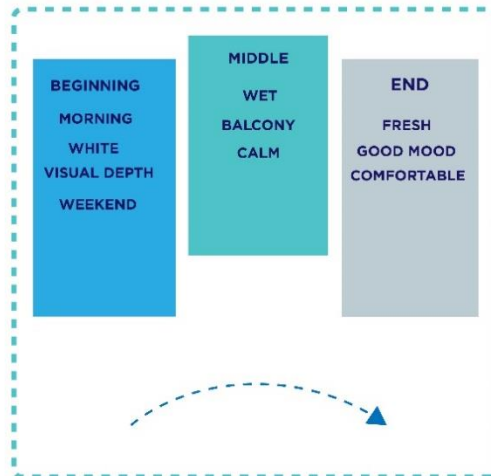 BEGINNING
MORNING
WHITE
VISUAL DEPTH
WEEKEND
MIDDLE
WET
BALCONY
CALM
END
FRESH
GOOD MOOD
COMFORTABLE